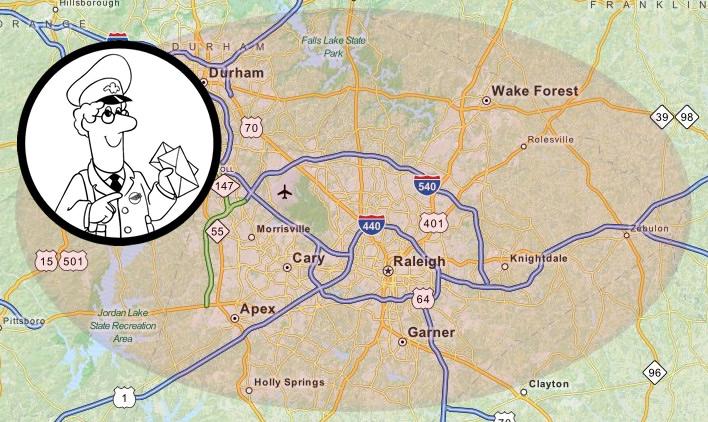 Hillsborough
ORANGE
DURHAM
FRANKLIN
Falls Lake State
Park
Durham
Wake Forest
70
39
98
Rolesville
147
540
55
401
440
Morrisville
Zebulon
15
501
Cary
Raleigh
Knightdale
64
Jordan Lake
State Recreation
Area
Apex
Pittsboro
Garner
96
Holly Springs
Clayton
1
70